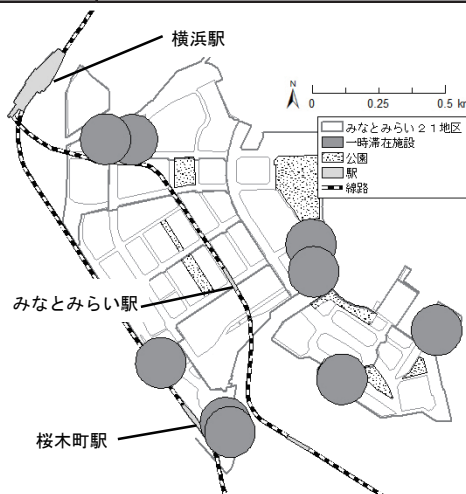 横浜駅
N
0 0.25 0.5 km
みなとみらい21地区
一時滞在施設
公園
駅
線路
みなとみらい駅
桜木町駅